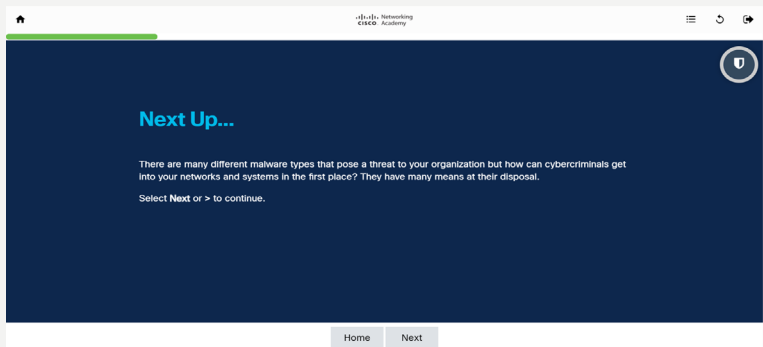 Networking
CISCO Academy
Next Up...
There are many different malware types that pose a threat to your organization but how can cybercriminals get
into your networks and systems in the first place? They have many means at their disposal.
Select Next or > to continue.
Home Next